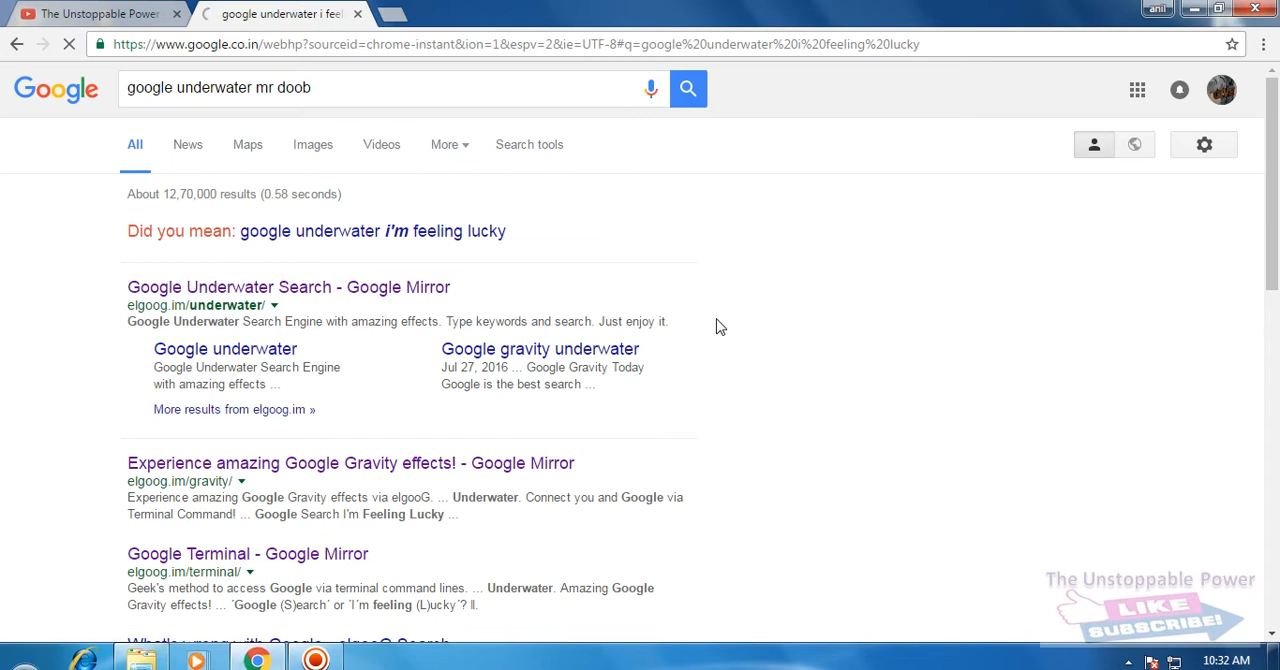 The Unstoppable Power
google underwater i feel
anil
https://www.google.co.in/webhp?sourceid=chrome-instant&ion=1&espv=2&ie=UTF-8#q=google%20underwater%20i%20feeling%20lucky
Google
google underwater mr doob
All News Maps Images Videos More Search tools
About 12,70,000 results (0.58 seconds)
Did you mean: google underwater i'm feeling lucky
Google Underwater Search - Google Mirror
elgoog.im/underwater/
Google Underwater Search Engine with amazing effects. Type keywords and search. Just enjoy it.
Google underwater
Google Underwater Search Engine
with amazing effects ...
Google gravity underwater
Jul 27, 2016 ... Google Gravity Today
Google is the best search ...
More results from elgoog.im »
Experience amazing Google Gravity effects! - Google Mirror
elgoog.im/gravity/
Experience amazing Google Gravity effects via elgooG. ... Underwater. Connect you and Google via
Terminal Command! ... Google Search I'm Feeling Lucky ...
Google Terminal - Google Mirror
elgoog.im/terminal/
Geek's method to access Google via terminal command lines. ... Underwater. Amazing Google
Gravity effects! ... ´Google (S)earch´ or ´I´m feeling (L)ucky´? ‖.
What's wrong with Google - elgooG Search
The Unstoppable Power
LIKE
SUBSCRIBE!
10:32 AM